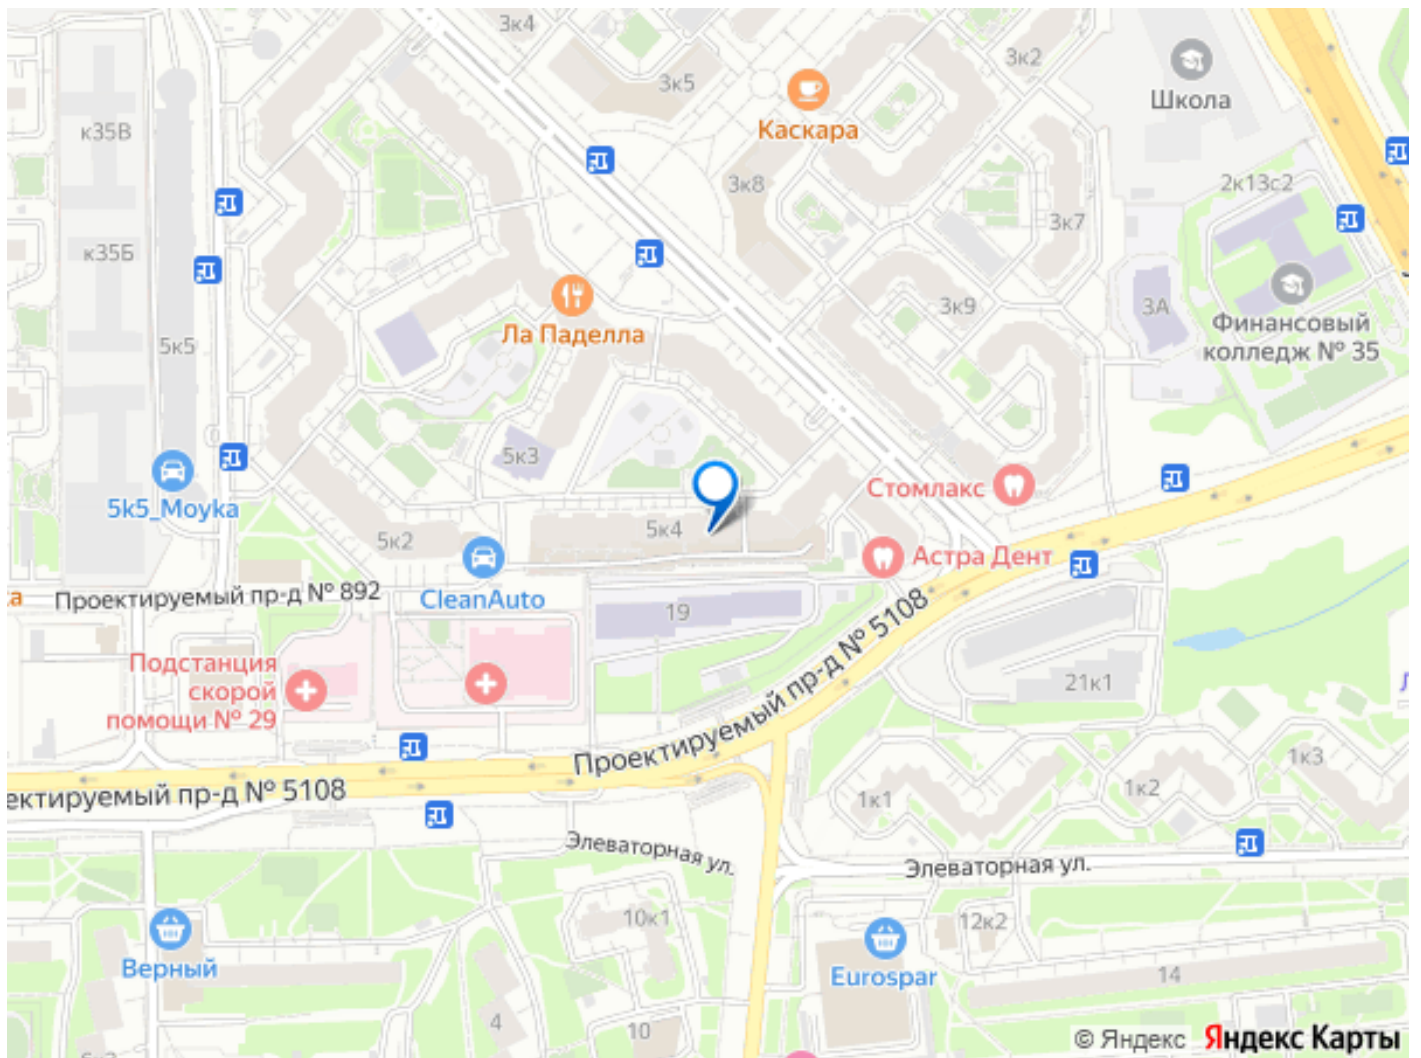 3к4
3к5
3к2
Школа
Каскара
к35В
3к8
2к13с2
3к7
к35Б
Ла Паделла
3к9
3А
Финансовый
колледж № 35
5к5
5к3
5k5_Moyka
Стомлакс
5к4
5к2
Астра Дент
CleanAuto
Проектируемый пр-д № 892
19
Проектируемый пр-д № 5108
Подстанция
скорой
помощи № 29
21к1
ектируемый пр-д № 5108
1к3
1к2
1к1
Элеваторная ул.
Элеваторная ул.
10к1
12к2
Верный
Eurospar
14
4
10
© Яндекс Яндекс Карты